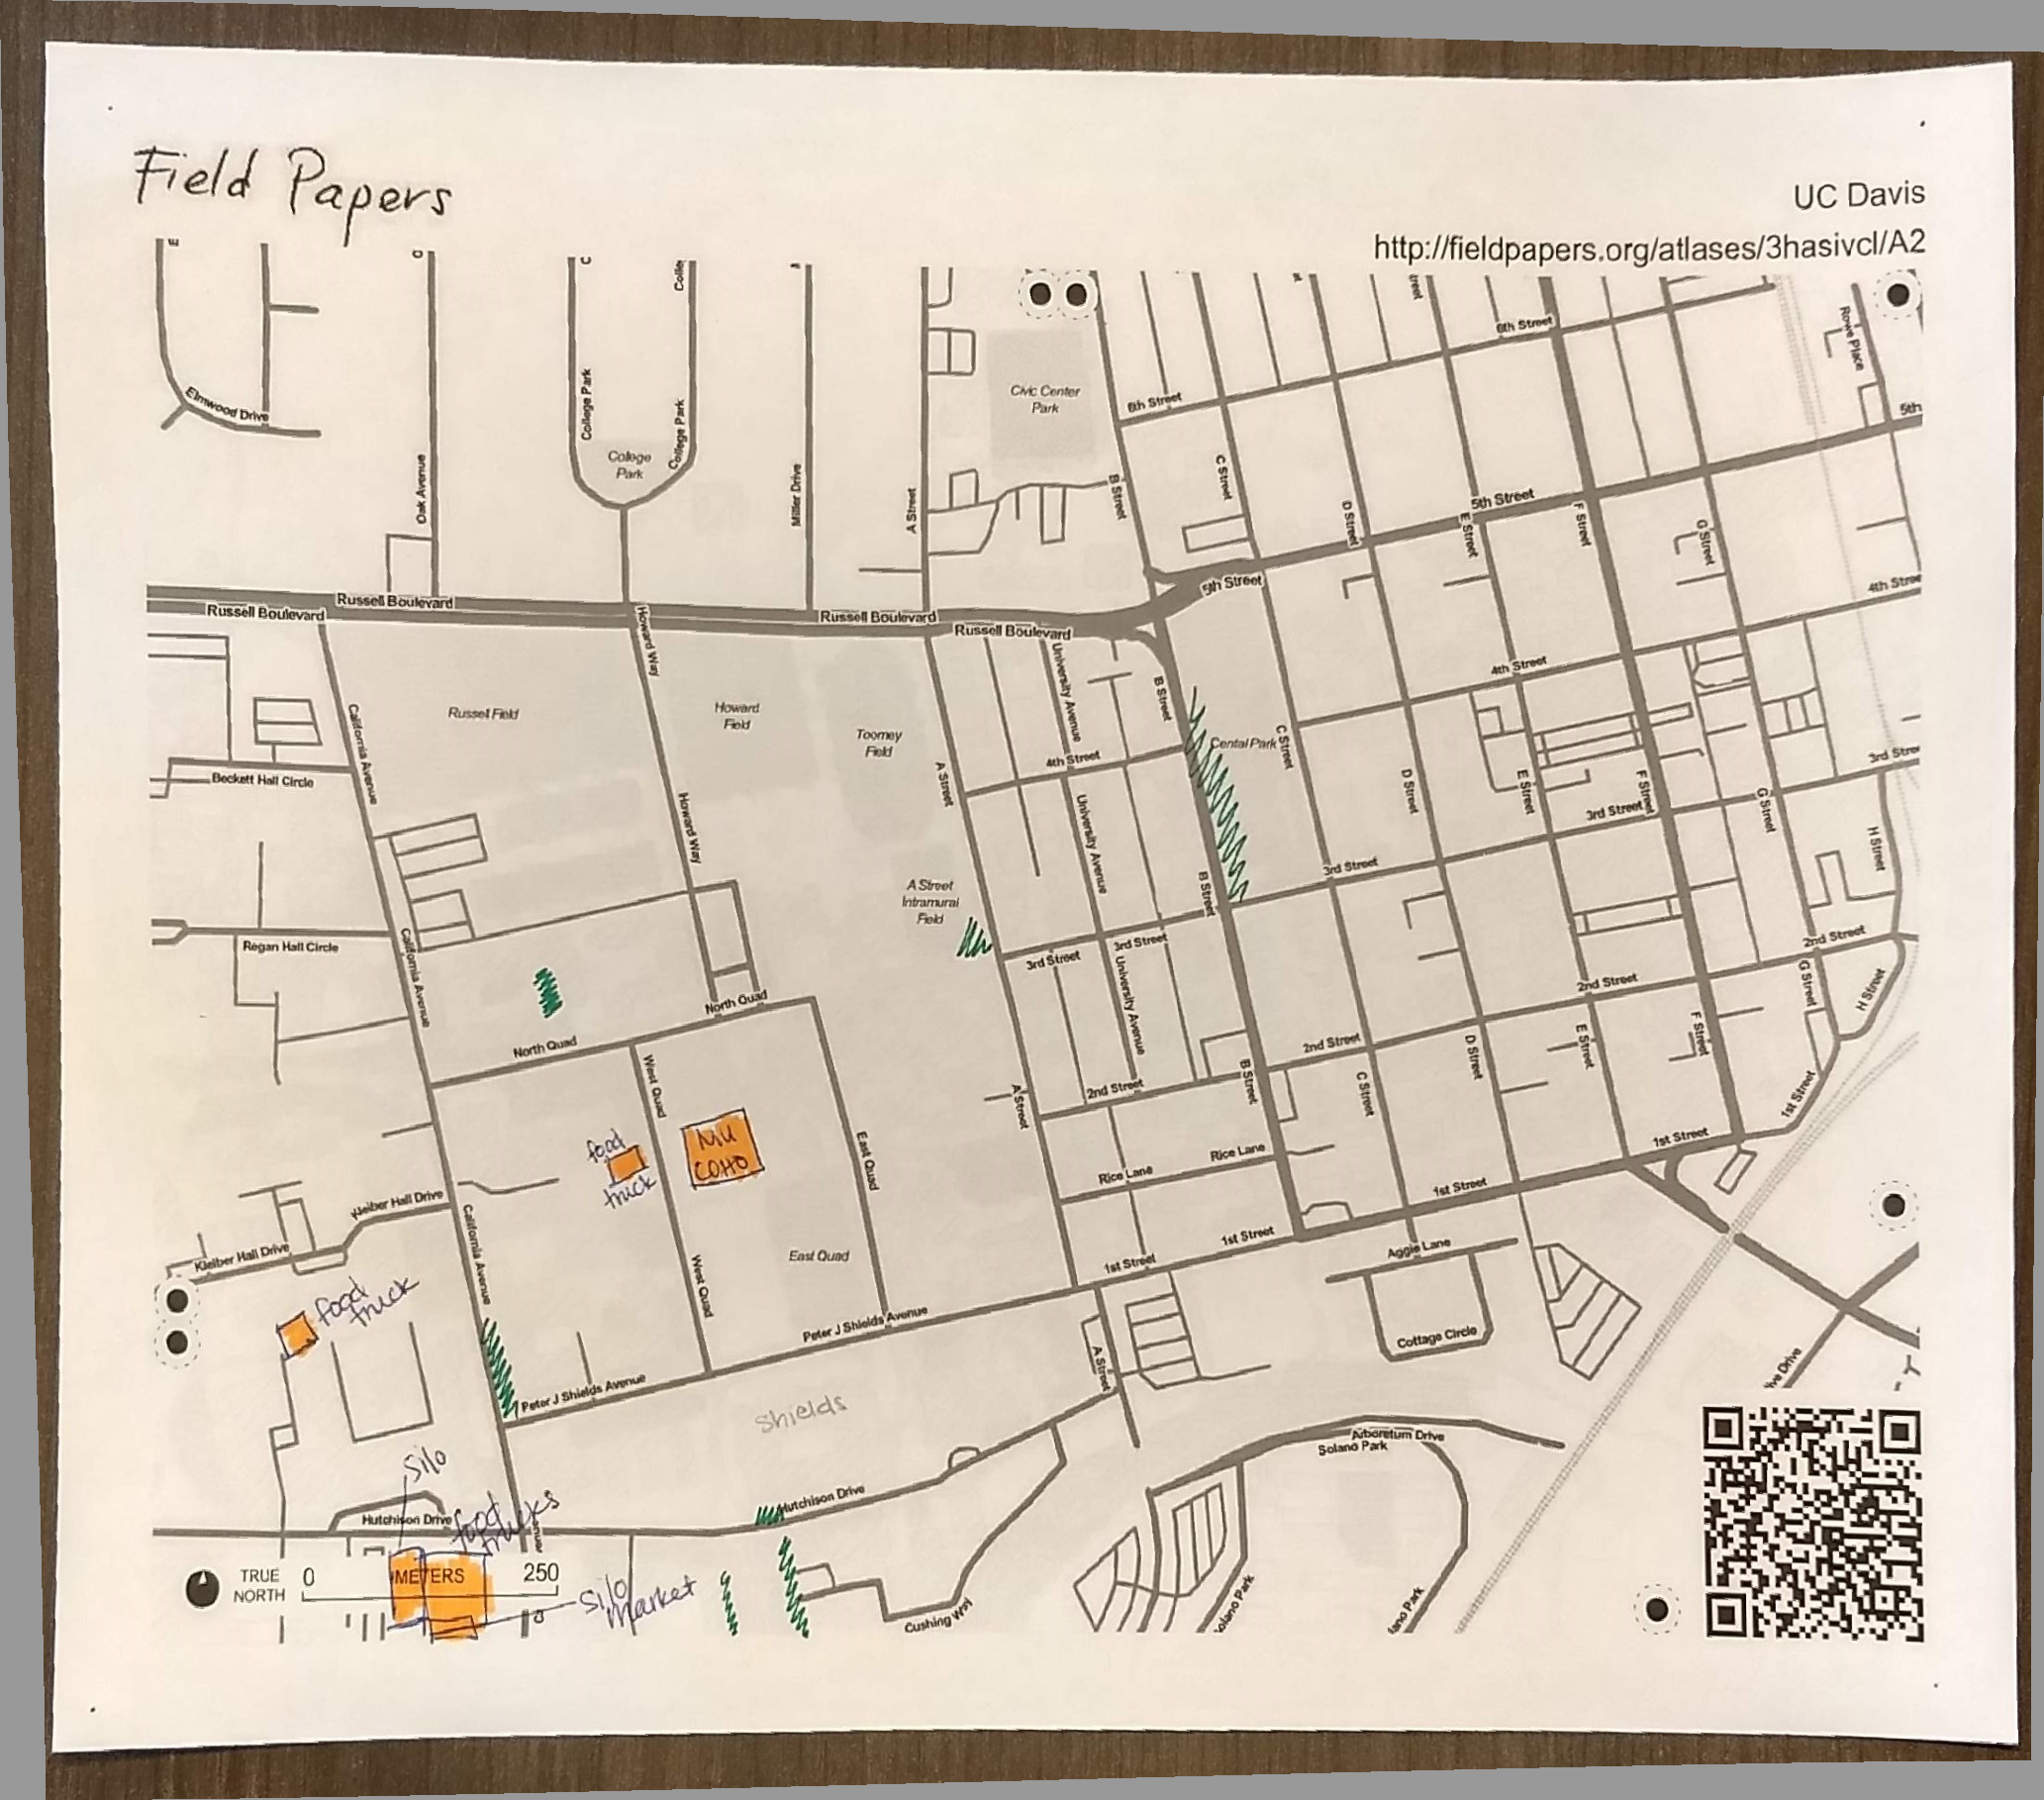 Field Papers
UC Davis
http://fieldpapers.org/atlases/3hasivcl/A2
Elmwood Drive
Oak Avenue
College Park
College Park
College
Park
Miller Drive
A Street
Civic Center
Park
B Street
6th Street
6th Street
C Street
D Street
E Street
F Street
G Street
5th Street
5th
Rowe Place
Russell Boulevard
Russell Boulevard
Russell Boulevard
Russell Boulevard
5th Street
4th Stree
Howard Way
University Avenue
B Street
4th Street
California Avenue
Russell Field
Howard
Field
Toomey
Field
Cental Park
C Street
Beckett Hall Circle
A Street
4th Street
D Street
E Street
F Street
3rd Street
G Street
3rd Stree
H Street
Howard Way
University Avenue
A Street
Intramural
Field
B Street
3rd Street
Regan Hall Circle
California Avenue
3rd Street
3rd Street
University Avenue
2nd Street
2nd Street
G Street
H Street
North Quad
North Quad
2nd Street
West Quad
A Street
2nd Street
B Street
C Street
D Street
E Street
F Street
1st Street
food
truck
MU
COHO
East Quad
Rice Lane
Rice Lane
1st Street
Kleiber Hall Drive
Kleiber Hall Drive
California Avenue
West Quad
East Quad
1st Street
1st Street
1st Street
Aggie Lane
food
truck
Peter J Shields Avenue
Peter J Shields Avenue
Cottage Circle
A Street
shields
Arboretum Drive
Solano Park
Silo
food
trucks
Hutchison Drive
Hutchison Drive
TRUE
NORTH
0
METERS
250
Silo
market
Cushing Way
olano Park
lano Park